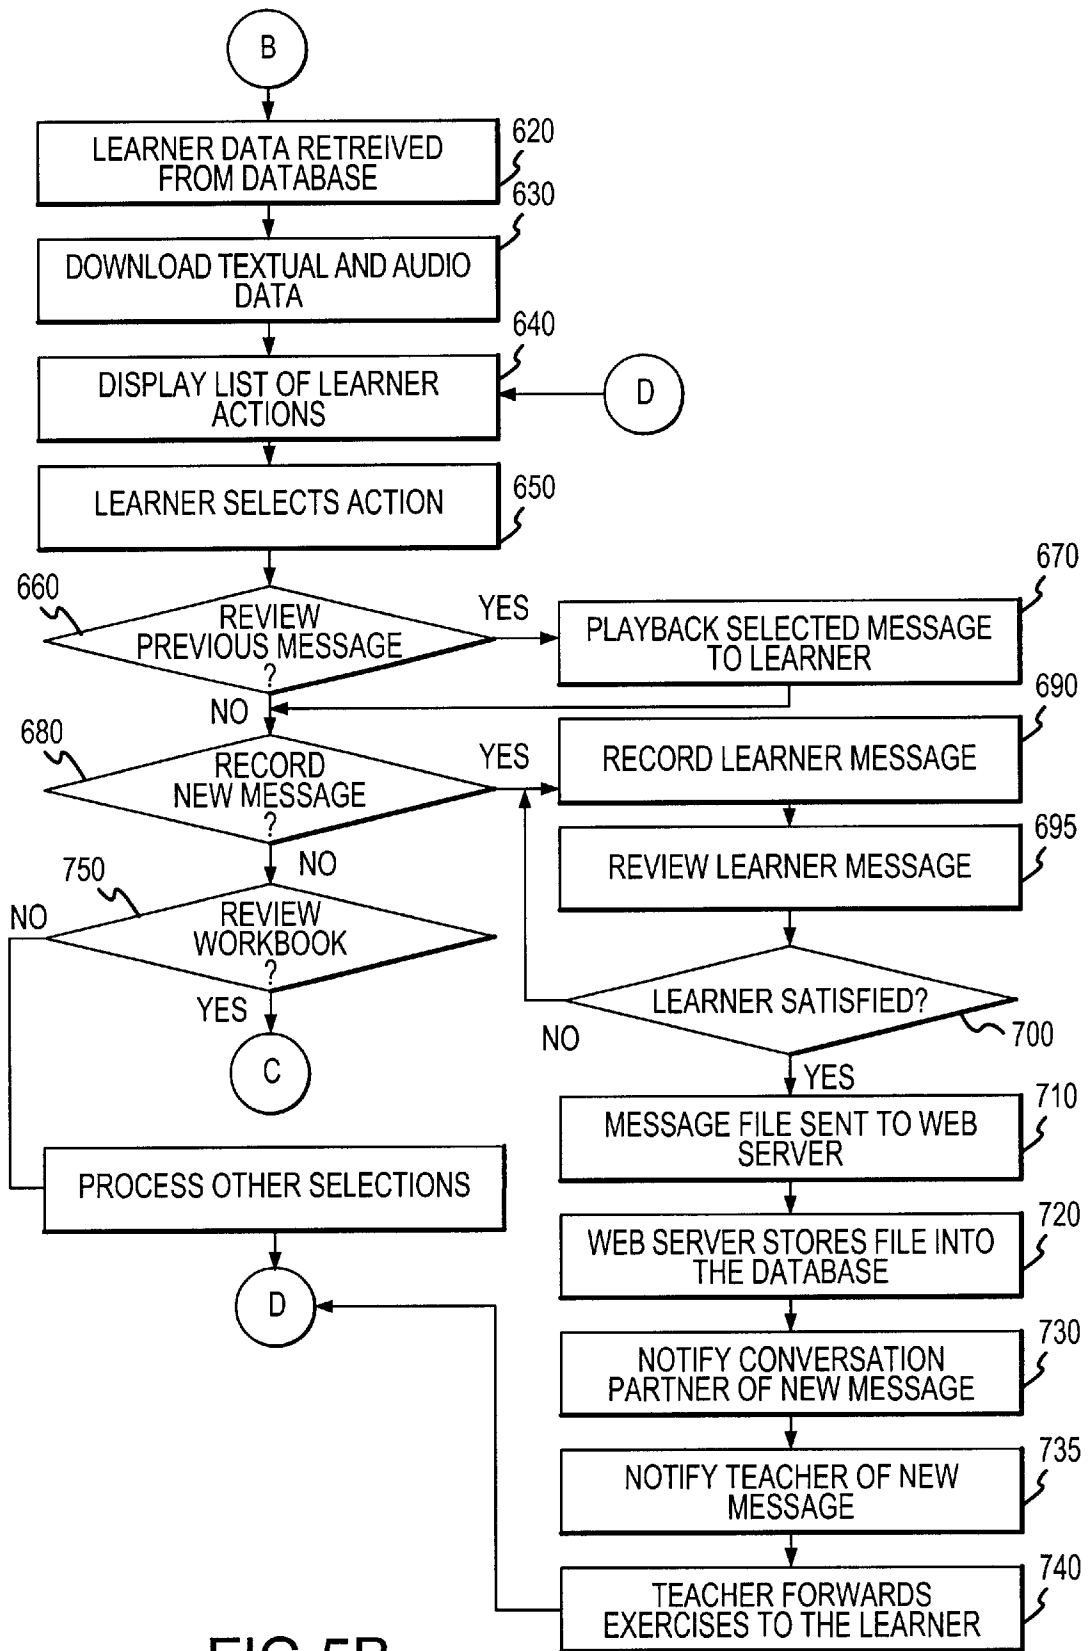 B
LEARNER DATA RETREIVED
FROM DATABASE
620
DOWNLOAD TEXTUAL AND AUDIO
DATA
630
DISPLAY LIST OF LEARNER
ACTIONS
640
D
LEARNER SELECTS ACTION
650
660
REVIEW
PREVIOUS MESSAGE
?
YES
NO
PLAYBACK SELECTED MESSAGE
TO LEARNER
670
680
RECORD
NEW MESSAGE
?
YES
NO
RECORD LEARNER MESSAGE
690
REVIEW LEARNER MESSAGE
695
750
REVIEW
WORKBOOK
?
NO
YES
C
LEARNER SATISFIED?
700
NO
YES
MESSAGE FILE SENT TO WEB
SERVER
710
PROCESS OTHER SELECTIONS
D
WEB SERVER STORES FILE INTO
THE DATABASE
720
NOTIFY CONVERSATION
PARTNER OF NEW MESSAGE
730
NOTIFY TEACHER OF NEW
MESSAGE
735
TEACHER FORWARDS
EXERCISES TO THE LEARNER
740
FIG.5B